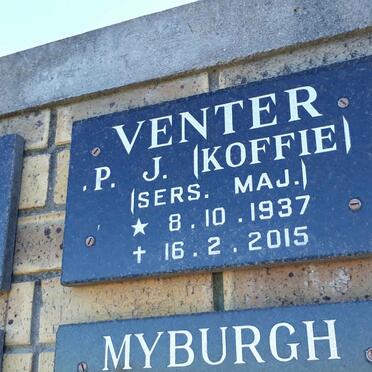 VENTER
P. J. (KOFFIE)
(SERS. MAJ.)
★ 8.10.1937
✝ 16.2.2015
MYBURGH